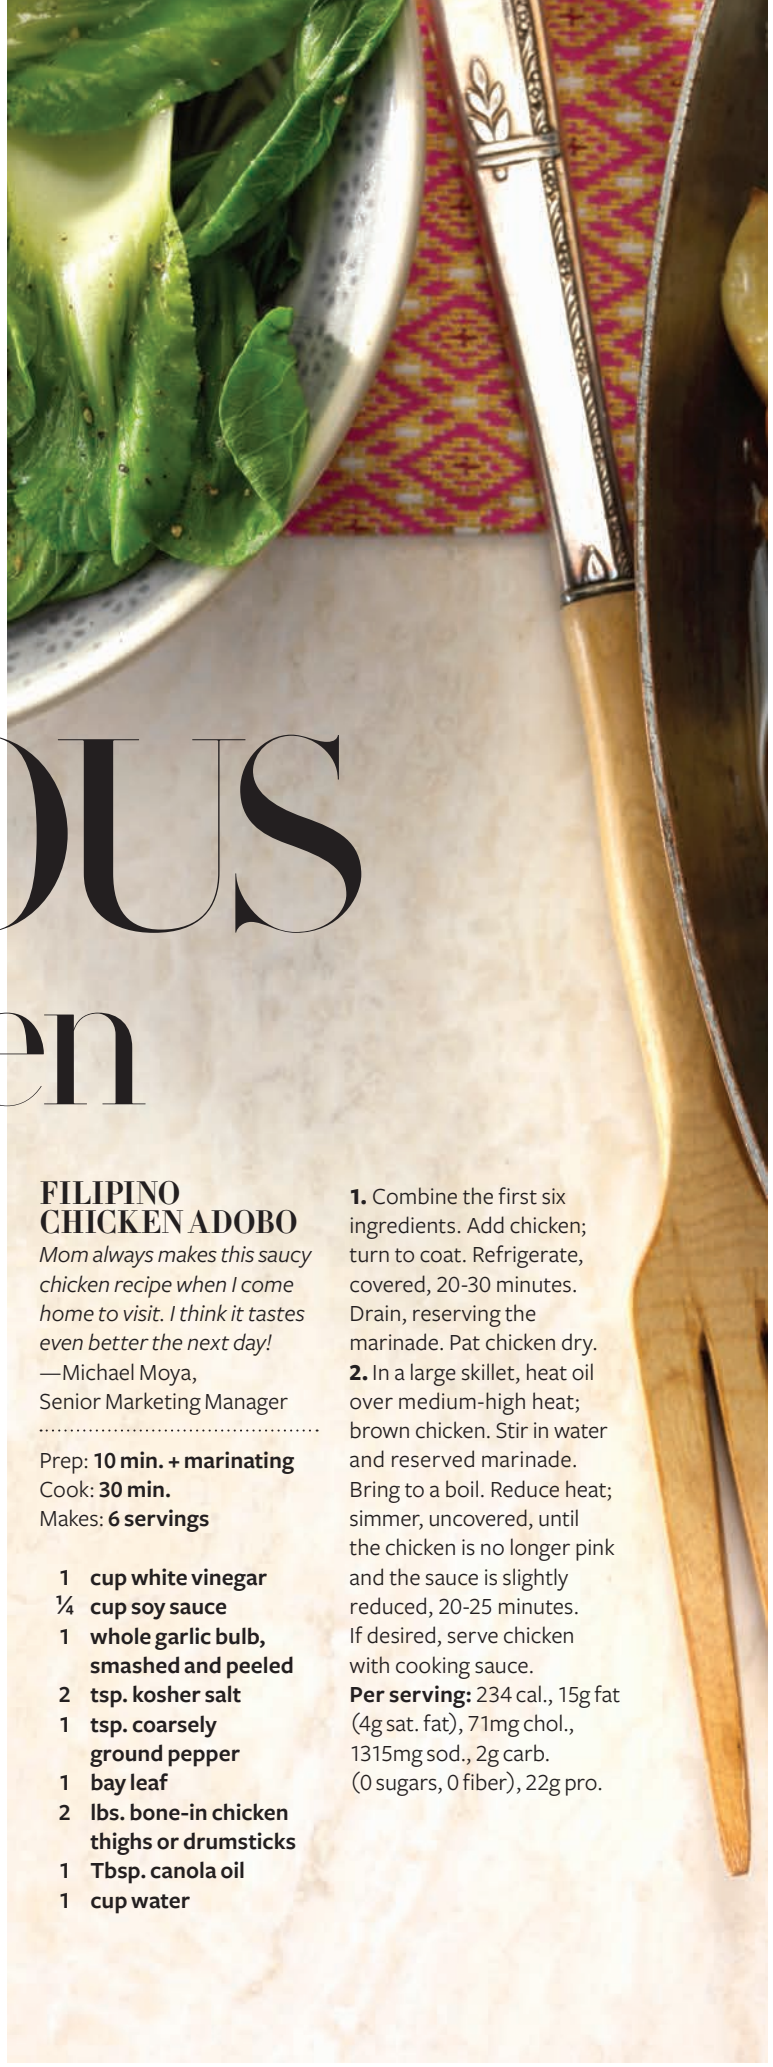 OUS
en
FILIPINO
CHICKEN ADOBO
Mom always makes this saucy
chicken recipe when I come
home to visit. I think it tastes
even better the next day!
—Michael Moya,
Senior Marketing Manager
Prep: 10 min. + marinating
Cook: 30 min.
Makes: 6 servings
1 cup white vinegar
¼ cup soy sauce
1 whole garlic bulb,
smashed and peeled
2 tsp. kosher salt
1 tsp. coarsely
ground pepper
1 bay leaf
2 lbs. bone-in chicken
thighs or drumsticks
1 Tbsp. canola oil
1 cup water
1. Combine the first six
ingredients. Add chicken;
turn to coat. Refrigerate,
covered, 20-30 minutes.
Drain, reserving the
marinade. Pat chicken dry.
2. In a large skillet, heat oil
over medium-high heat;
brown chicken. Stir in water
and reserved marinade.
Bring to a boil. Reduce heat;
simmer, uncovered, until
the chicken is no longer pink
and the sauce is slightly
reduced, 20-25 minutes.
If desired, serve chicken
with cooking sauce.
Per serving: 234 cal., 15g fat
(4g sat. fat), 71mg chol.,
1315mg sod., 2g carb.
(0 sugars, 0 fiber), 22g pro.